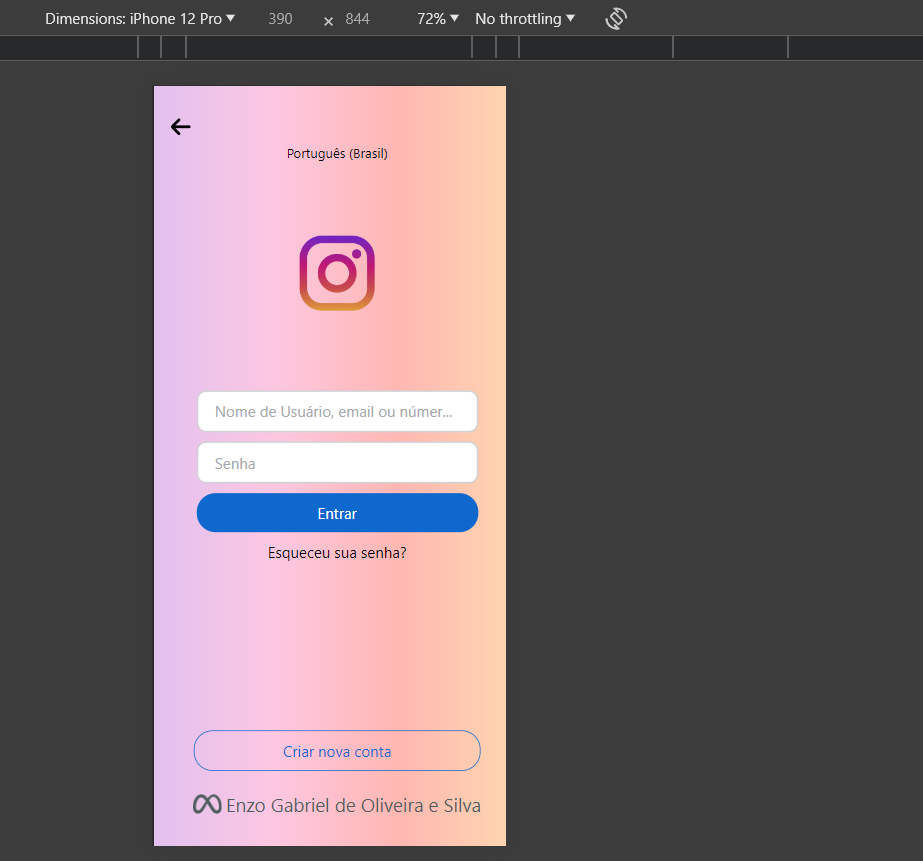 Dimensions: iPhone 12 Pro ▼ 390 × 844 72% ▼ No throttling ▼
Português (Brasil)
Nome de Usuário, email ou númer...
Senha
Entrar
Esqueceu sua senha?
Criar nova conta
Enzo Gabriel de Oliveira e Silva